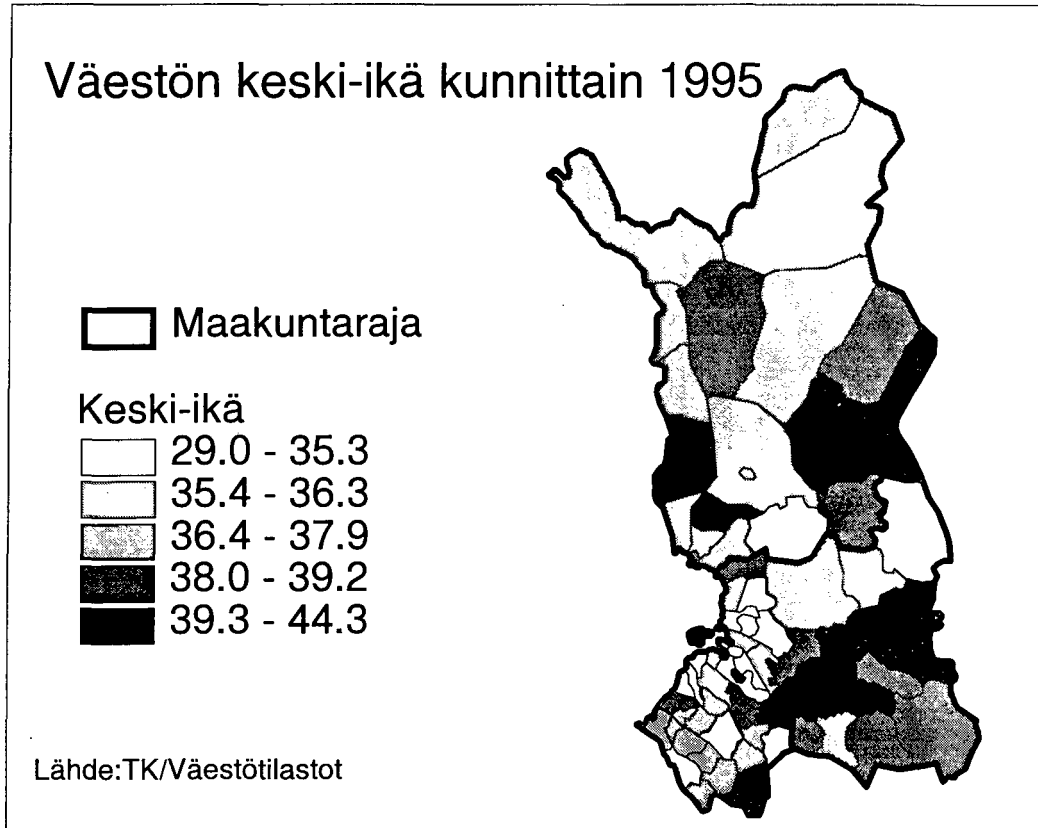 Väestön keski-ikä kunnittain 1995
Maakuntaraja
Keski-ikä
29.0 - 35.3
35.4 - 36.3
36.4 - 37.9
38.0 - 39.2
39.3 - 44.3
Lähde:TK/Väestötilastot